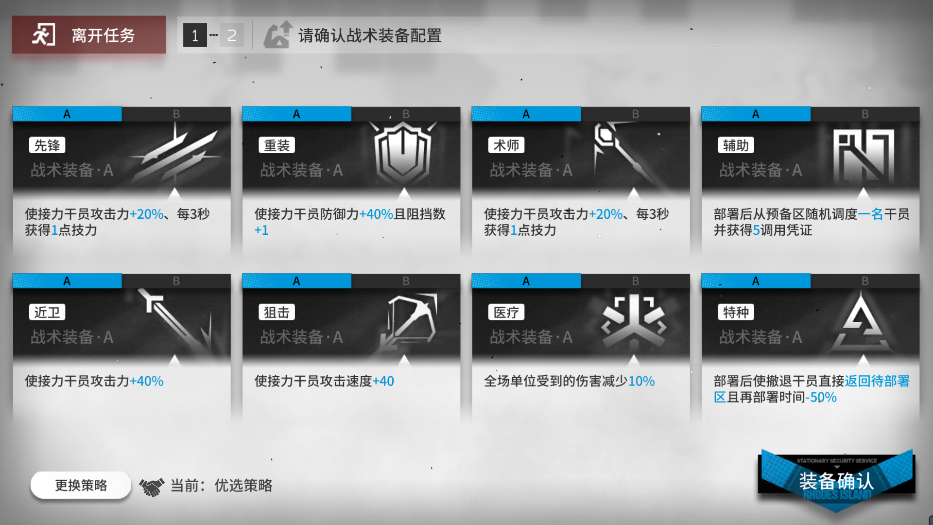 离开任务
1--2
请确认战术装备配置
A B
先锋
战术装备·A
使接力干员攻击力+20%、每3秒
获得1点技力
A B
重装
战术装备·A
使接力干员防御力+40%且阻挡数
+1
A B
术师
战术装备·A
使接力干员攻击力+20%、每3秒
获得1点技力
A B
辅助
战术装备·A
部署后从预备区随机调度一名干员
并获得5调用凭证
A B
近卫
战术装备·A
使接力干员攻击力+40%
A B
狙击
战术装备·A
使接力干员攻击速度+40
A B
医疗
战术装备·A
全场单位受到的伤害减少10%
A B
特种
战术装备·A
部署后使撤退干员直接返回待部署
区且再部署时间-50%
更换策略
当前：优选策略
STATIONARY SECURITY SERVICE
装备确认
RHODES ISLAND